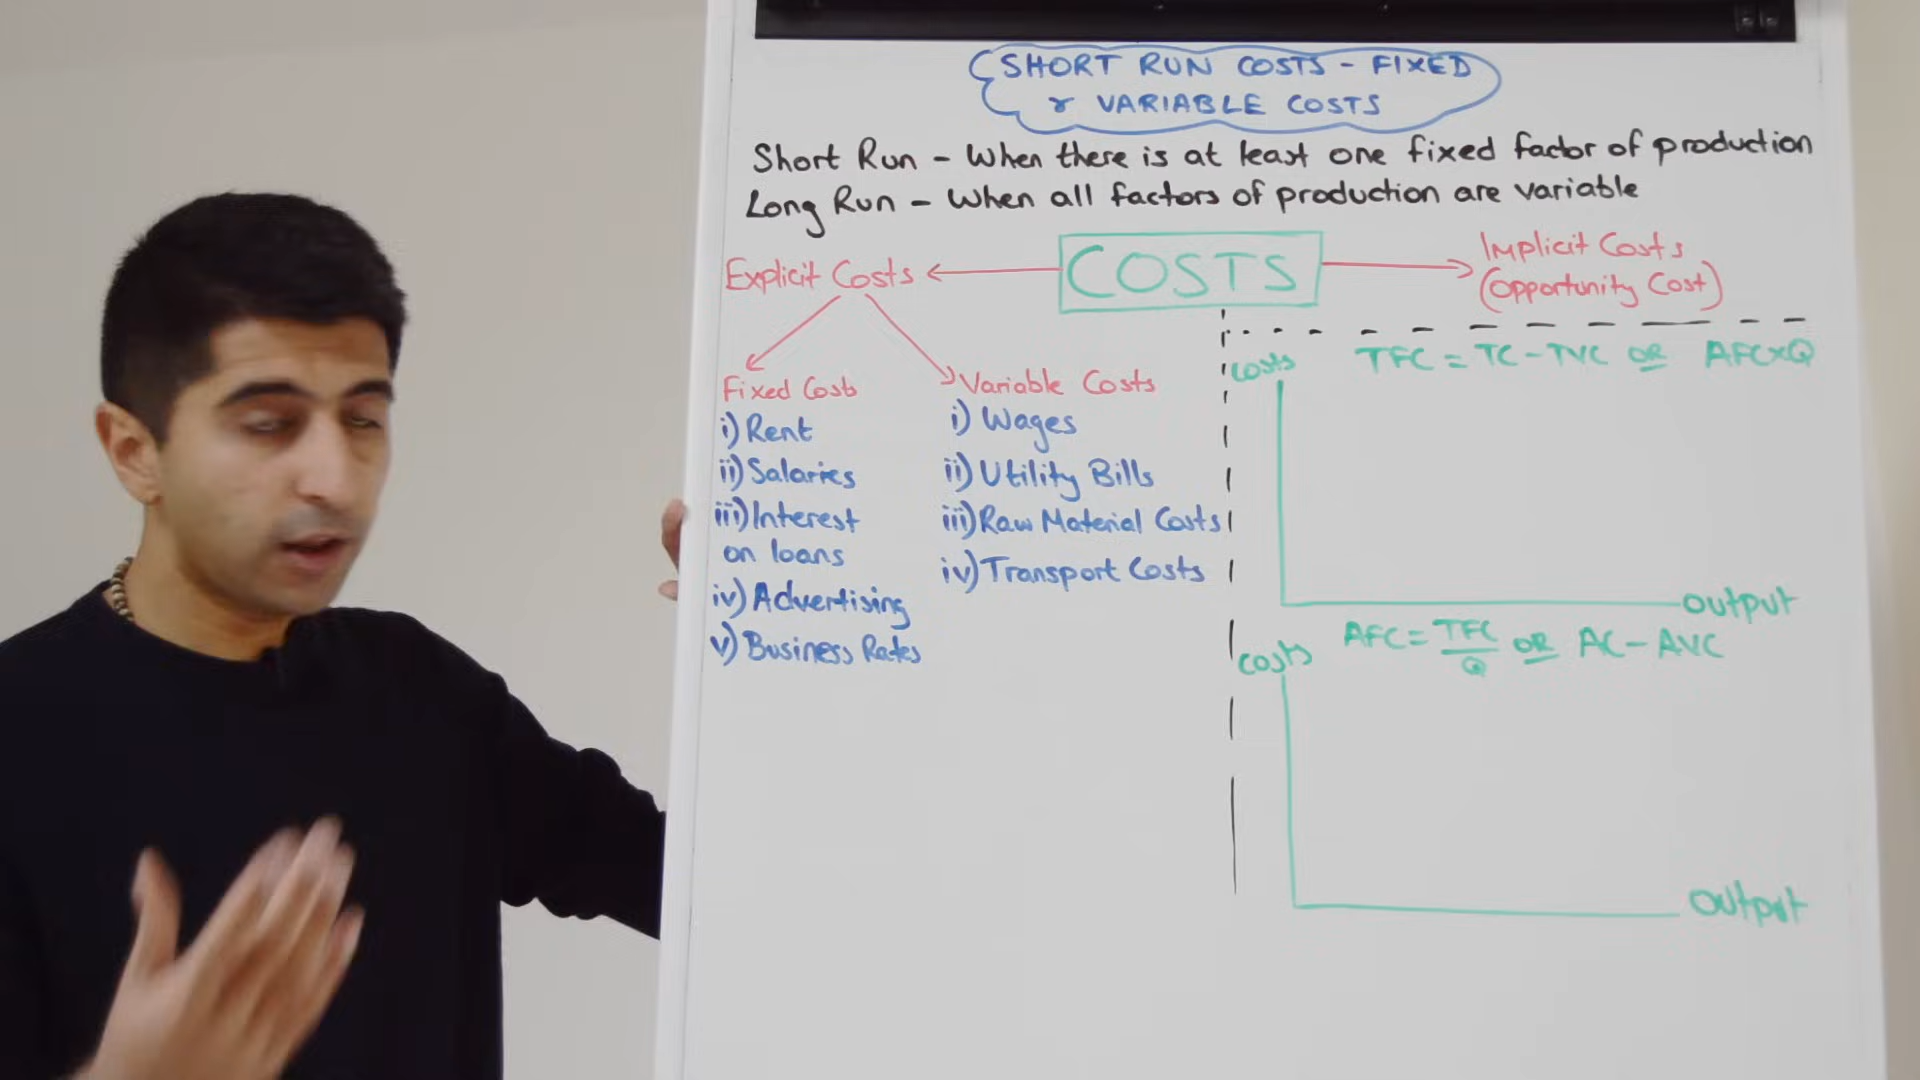 SHORT RUN COSTS - FIXED
& VARIABLE COSTS
Short Run - When there is at least one fixed factor of production
Long Run - When all factors of production are variable
Explicit Costs
COSTS
Implicit Costs
(Opportunity Cost)
Fixed Costs
i) Rent
ii) Salaries
iii) Interest
on loans
iv) Advertising
v) Business Rates
Variable Costs
i) Wages
ii) Utility Bills
iii) Raw Material Costs
iv) Transport Costs
Costs
TFC = TC - TVC OR AFC×Q
Output
Costs
AFC = TFC/Q OR AC - AVC
Output